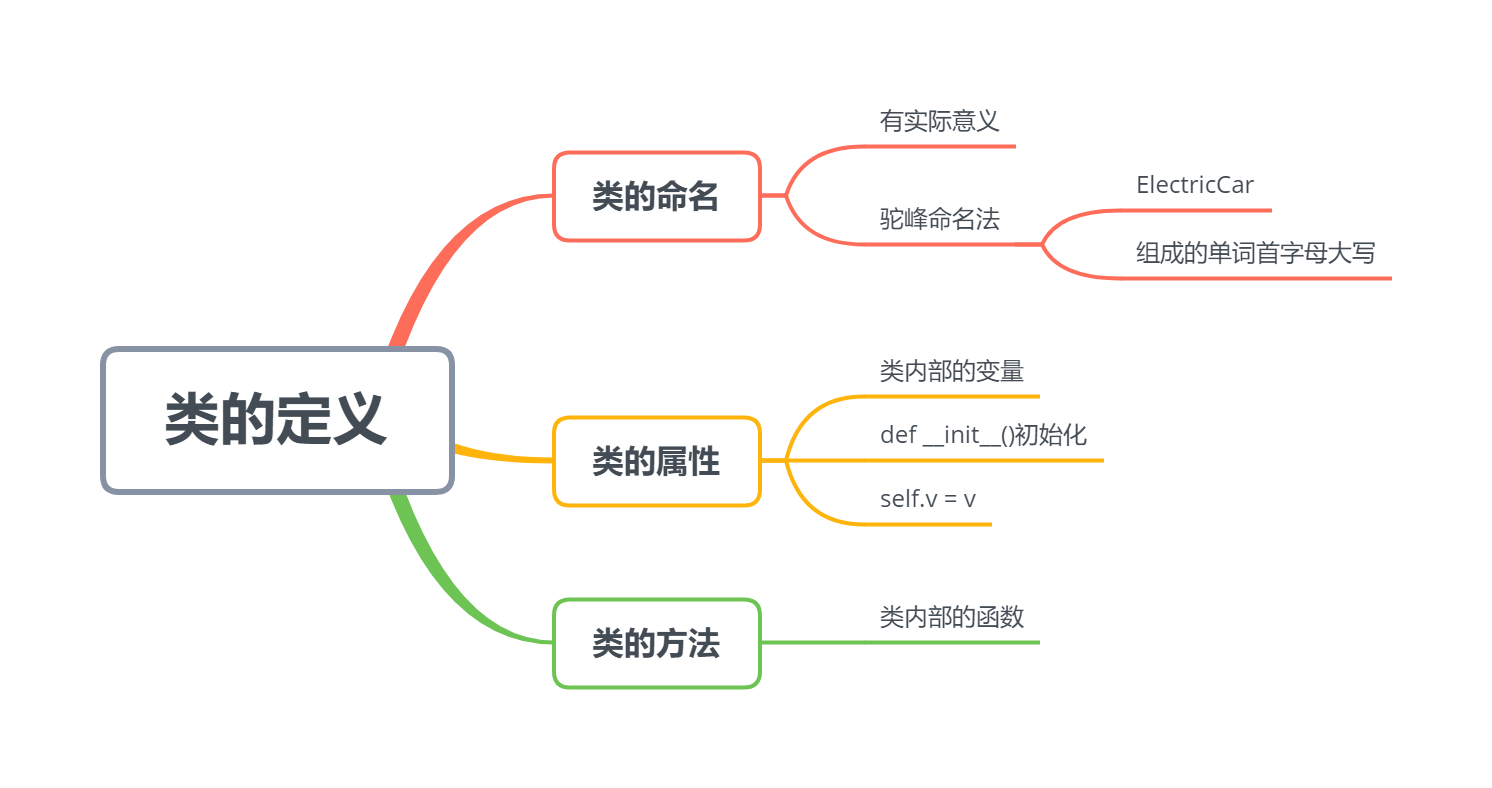 类的定义
类的命名
有实际意义
驼峰命名法
ElectricCar
组成的单词首字母大写
类的属性
类内部的变量
def __init__()初始化
self.v = v
类的方法
类内部的函数